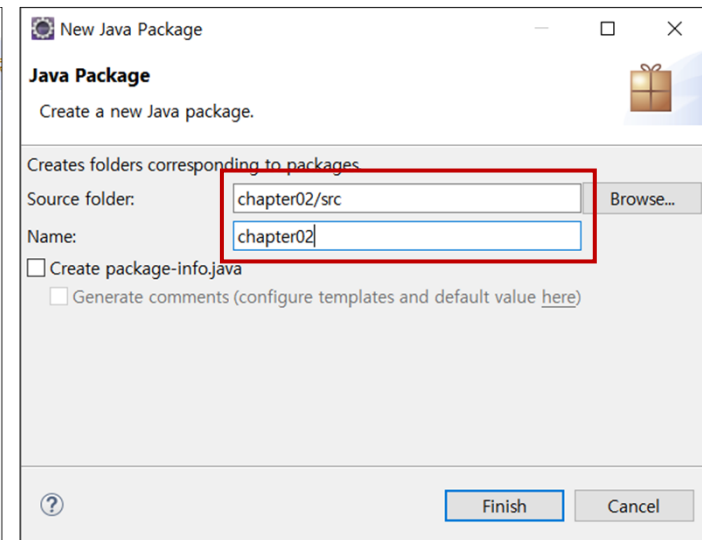 New Java Package
Java Package
Create a new Java package.
Creates folders corresponding to packages.
Source folder:
chapter02/src
Browse...
Name:
chapter02
Create package-info.java
Generate comments (configure templates and default value here)
Finish
Cancel